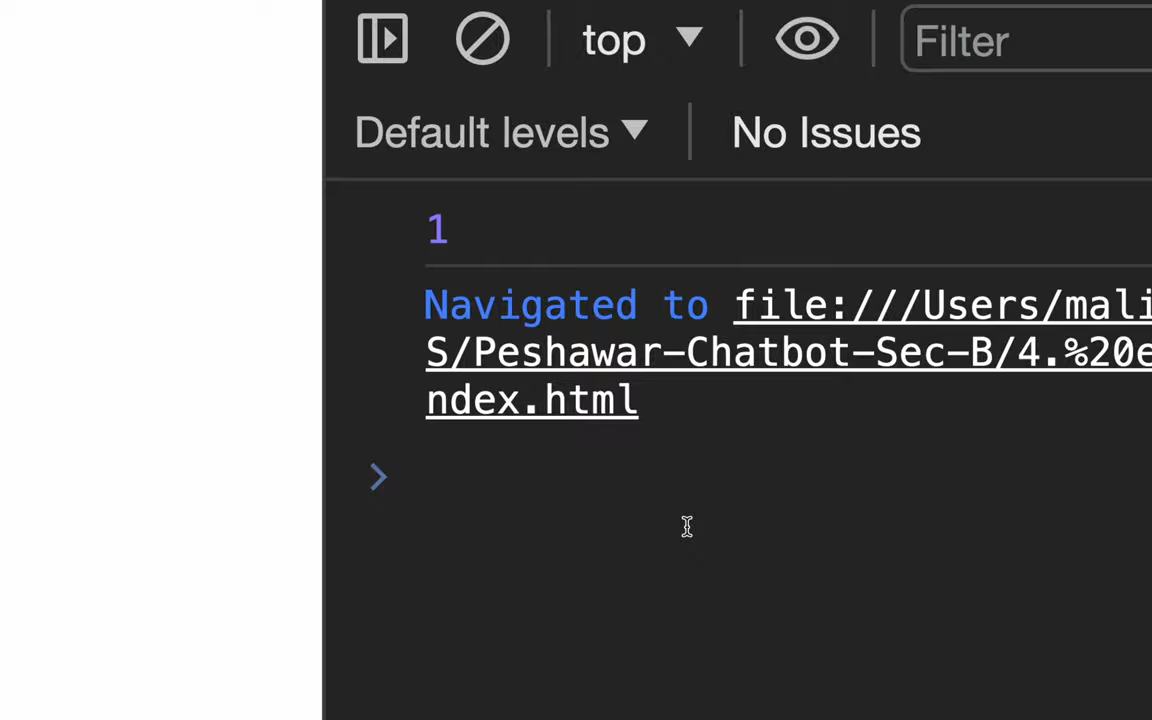 top
Filter
Default levels
No Issues
1
Navigated to file:///Users/mali
S/Peshawar-Chatbot-Sec-B/4.%20e
ndex.html